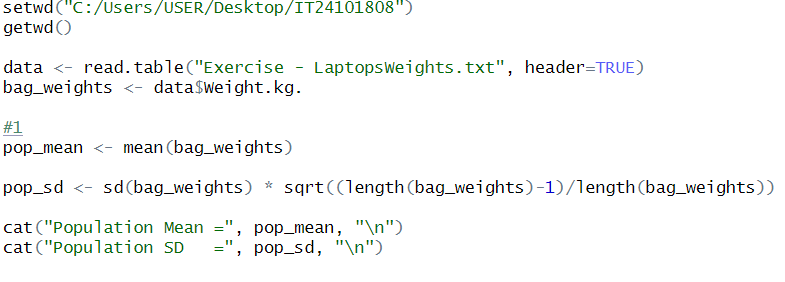 setwd("C:/Users/USER/Desktop/IT24101808")
getwd()
data <- read.table("Exercise - LaptopsWeights.txt", header=TRUE)
bag_weights <- data$Weight.kg.
#1
pop_mean <- mean(bag_weights)
pop_sd <- sd(bag_weights) * sqrt((length(bag_weights)-1)/length(bag_weights))
cat("Population Mean =", pop_mean, "\n")
cat("Population SD   =", pop_sd, "\n")